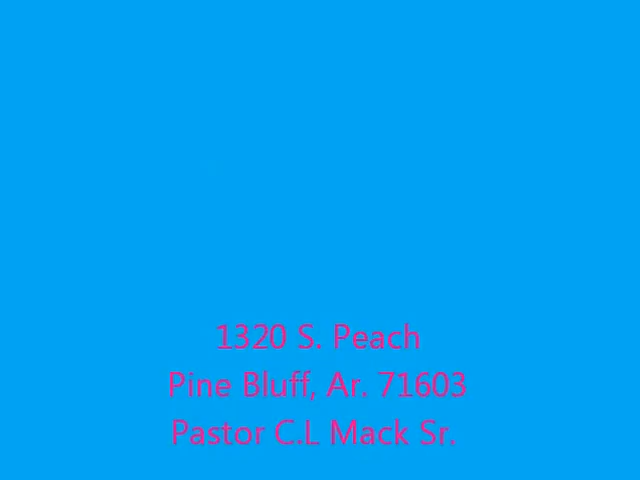 1320 S. Peach
Pine Bluff, Ar. 71603
Pastor C.L Mack Sr.